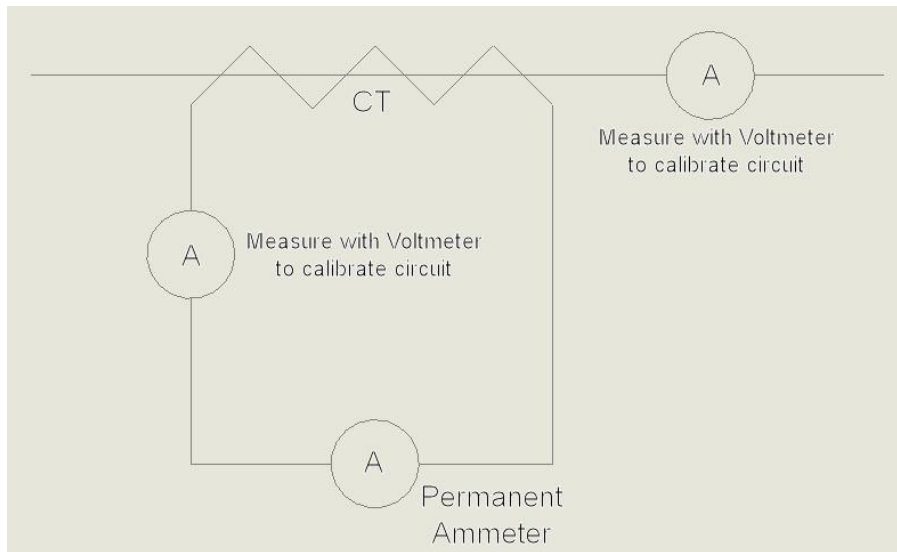 A
CT
Measure with Voltmeter
to calibrate circuit
A
Measure with Voltmeter
to calibrate circuit
A
Permanent
Ammeter